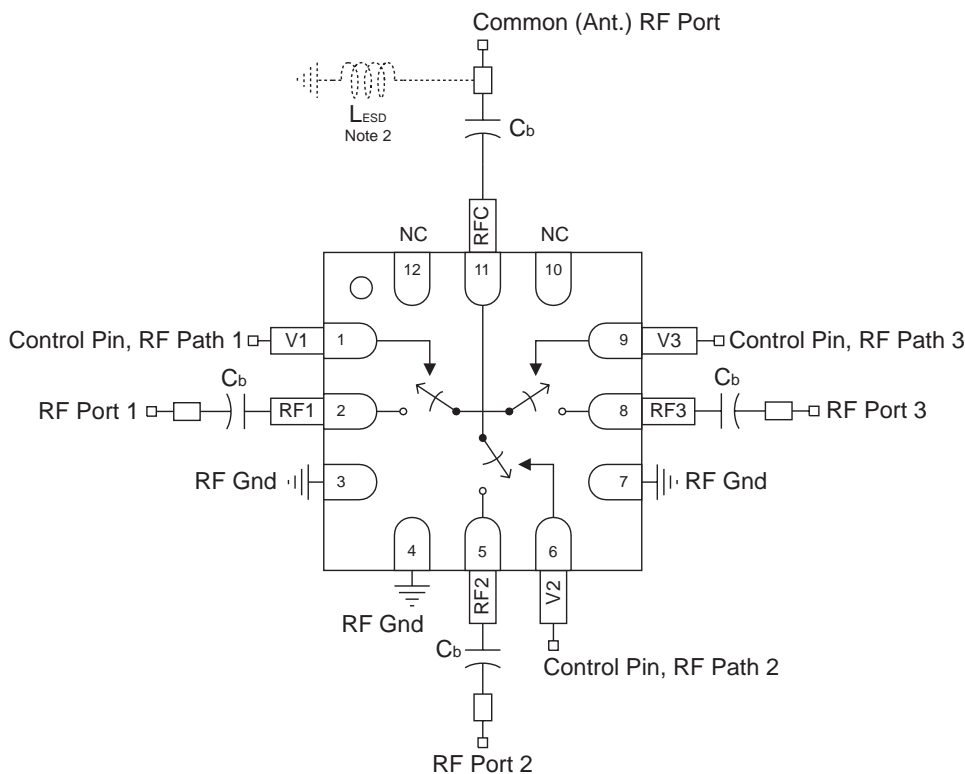 Common (Ant.) RF Port
LESD
Note 2
Cb
RFC
NC
NC
12
11
10
Control Pin, RF Path 1
V1
1
9
V3
Control Pin, RF Path 3
Cb
Cb
RF Port 1
RF1
2
8
RF3
RF Port 3
RF Gnd
3
7
RF Gnd
4
5
6
RF2
V2
RF Gnd
Cb
Control Pin, RF Path 2
RF Port 2